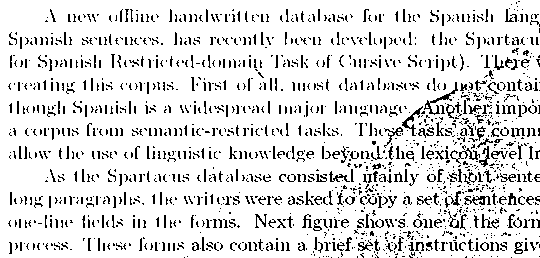 A new offline handwritten database for the Spanish lang
Spanish sentences, has recently been developed: the Spartacu
for Spanish Restricted-domain Task of Cursive Script). There
creating this corpus. First of all, most databases do not contai
though Spanish is a widespread major language. Another impor
a corpus from semantic-restricted tasks. These tasks are comm
allow the use of linguistic knowledge beyond the lexicon level in
As the Spartacus database consisted mainly of short sente
long paragraphs, the writers were asked to copy a set of sentences
one-line fields in the forms. Next figure shows one of the form
process. These forms also contain a brief set of instructions giv